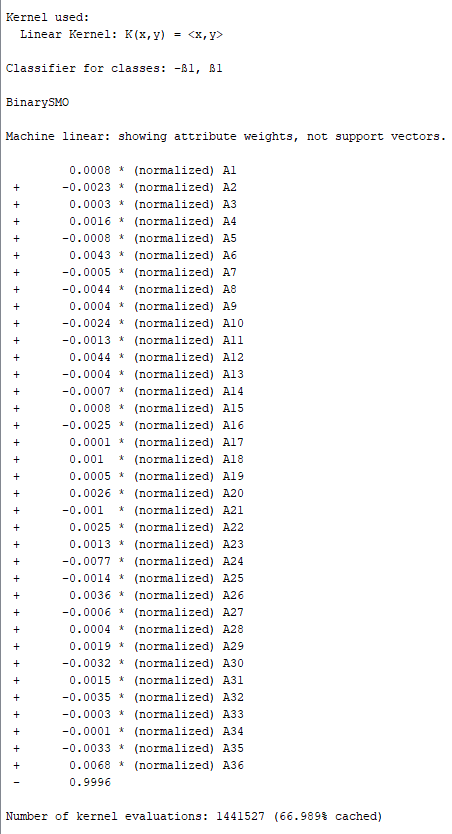 Kernel used:
  Linear Kernel: K(x,y) = <x,y>

Classifier for classes: -ß1, ß1

BinarySMO

Machine linear: showing attribute weights, not support vectors.

         0.0008 * (normalized) A1
 +      -0.0023 * (normalized) A2
 +       0.0003 * (normalized) A3
 +       0.0016 * (normalized) A4
 +      -0.0008 * (normalized) A5
 +       0.0043 * (normalized) A6
 +      -0.0005 * (normalized) A7
 +      -0.0044 * (normalized) A8
 +       0.0004 * (normalized) A9
 +      -0.0024 * (normalized) A10
 +      -0.0013 * (normalized) A11
 +       0.0044 * (normalized) A12
 +      -0.0004 * (normalized) A13
 +      -0.0007 * (normalized) A14
 +       0.0008 * (normalized) A15
 +      -0.0025 * (normalized) A16
 +       0.0001 * (normalized) A17
 +       0.001  * (normalized) A18
 +       0.0005 * (normalized) A19
 +       0.0026 * (normalized) A20
 +      -0.001  * (normalized) A21
 +       0.0025 * (normalized) A22
 +       0.0013 * (normalized) A23
 +      -0.0077 * (normalized) A24
 +      -0.0014 * (normalized) A25
 +       0.0036 * (normalized) A26
 +      -0.0006 * (normalized) A27
 +       0.0004 * (normalized) A28
 +       0.0019 * (normalized) A29
 +      -0.0032 * (normalized) A30
 +       0.0015 * (normalized) A31
 +      -0.0035 * (normalized) A32
 +      -0.0003 * (normalized) A33
 +      -0.0001 * (normalized) A34
 +      -0.0033 * (normalized) A35
 +       0.0068 * (normalized) A36
 -       0.9996

Number of kernel evaluations: 1441527 (66.989% cached)